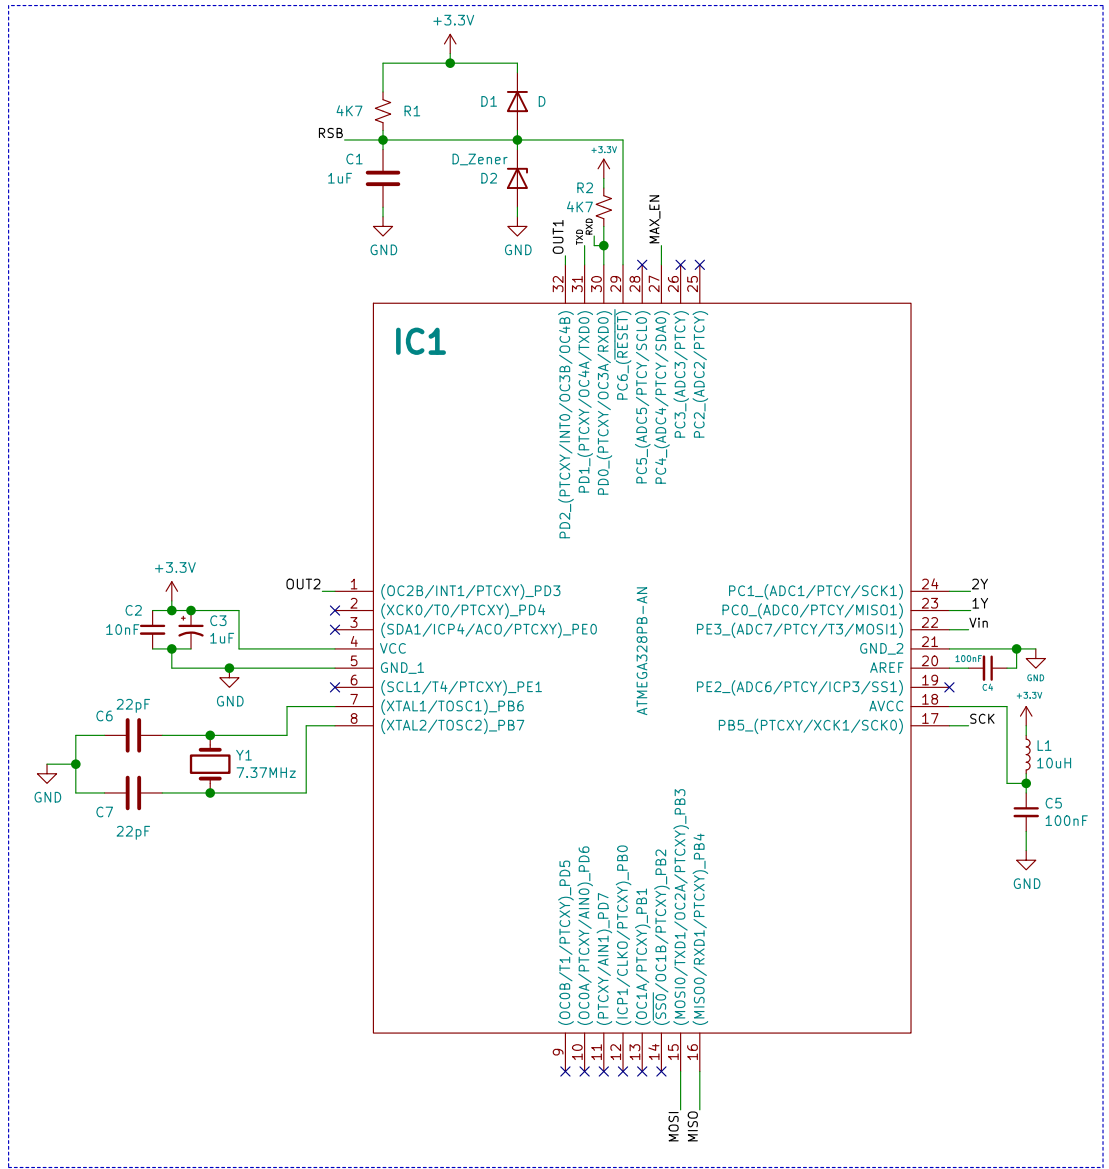 +3.3V
D1 D
4K7 R1
RSB
C1
1uF
D_Zener
D2
+3.3V
R2
4K7
GND
GND
OUT1
TXD
RXD
MAX_EN
32
31
30
29
28
27
26
25
IC1
PD2_(PTCXY/INT0/OC3B/OC4B)
PD1_(PTCXY/OC4A/TXD0)
PD0_(PTCXY/OC3A/RXD0)
PC6_(RESET)
PC5_(ADC5/PTCY/SCL0)
PC4_(ADC4/PTCY/SDA0)
PC3_(ADC3/PTCY)
PC2_(ADC2/PTCY)
+3.3V
C2
10nF
C3
1uF
+
GND
OUT2
1 (OC2B/INT1/PTCXY)_PD3
2 (XCK0/T0/PTCXY)_PD4
3 (SDA1/ICP4/ACO/PTCXY)_PE0
4 VCC
5 GND_1
6 (SCL1/T4/PTCXY)_PE1
7 (XTAL1/TOSC1)_PB6
8 (XTAL2/TOSC2)_PB7
22pF
C6
Y1
7.37MHz
GND
C7
22pF
ATMEGA328PB-AN
PC1_(ADC1/PTCY/SCK1) 24 2Y
PC0_(ADC0/PTCY/MISO1) 23 1Y
PE3_(ADC7/PTCY/T3/MOSI1) 22 Vin
GND_2 21
AREF 20
PE2_(ADC6/PTCY/ICP3/SS1) 19
AVCC 18
PB5_(PTCXY/XCK1/SCK0) 17 SCK
100nF
C4
GND
+3.3V
L1
10uH
C5
100nF
GND
(OC0B/T1/PTCXY)_PD5
(OC0A/PTCXY/AIN0)_PD6
(PTCXY/AIN1)_PD7
(ICP1/CLKO/PTCXY)_PB0
(OC1A/PTCXY)_PB1
(SS0/OC1B/PTCXY)_PB2
(MOSI0/TXD1/OC2A/PTCXY)_PB3
(MISO0/RXD1/PTCXY)_PB4
9
10
11
12
13
14
15
16
MOSI
MISO